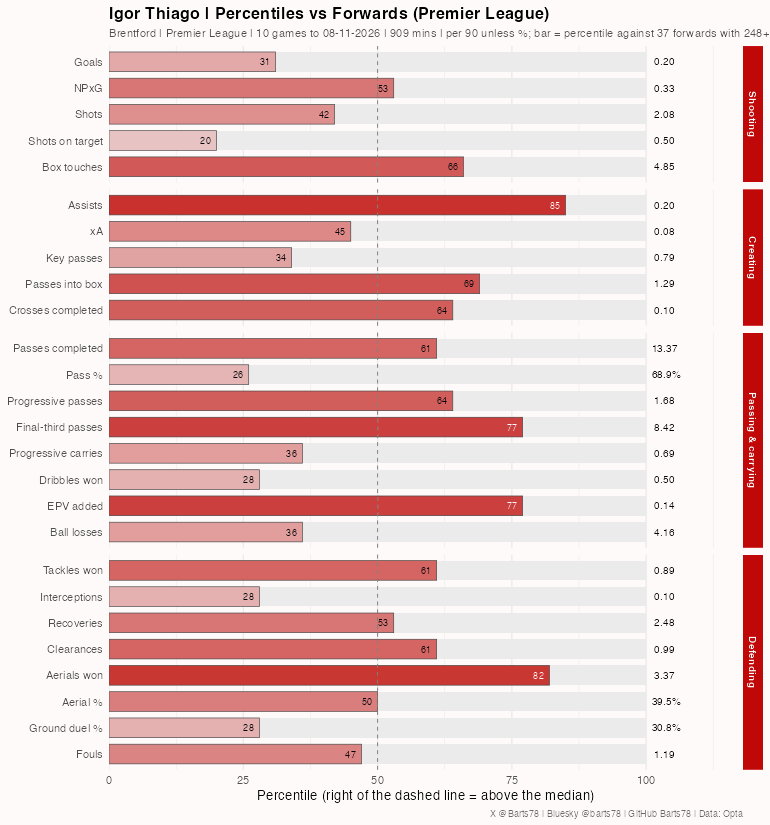 Igor Thiago | Percentiles vs Forwards (Premier League)
Brentford | Premier League | 10 games to 08-11-2026 | 909 mins | per 90 unless %; bar = percentile against 37 forwards with 248+
Goals 31 0.20
NPxG 53 0.33
Shots 42 2.08
Shots on target 20 0.50
Box touches 66 4.85
Shooting
Assists 85 0.20
xA 45 0.08
Key passes 34 0.79
Passes into box 69 1.29
Crosses completed 64 0.10
Creating
Passes completed 61 13.37
Pass % 26 68.9%
Progressive passes 64 1.68
Final-third passes 77 8.42
Progressive carries 36 0.69
Dribbles won 28 0.50
EPV added 77 0.14
Ball losses 36 4.16
Passing & carrying
Tackles won 61 0.89
Interceptions 28 0.10
Recoveries 53 2.48
Clearances 61 0.99
Aerials won 82 3.37
Aerial % 50 39.5%
Ground duel % 28 30.8%
Fouls 47 1.19
Defending
0 25 50 75 100
Percentile (right of the dashed line = above the median)
X @Barts78 | Bluesky @barts78 | GitHub Barts78 | Data: Opta